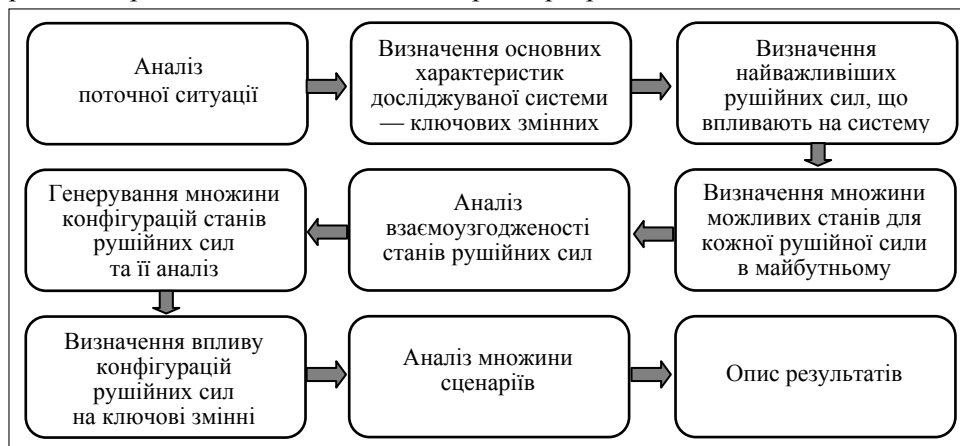 Аналіз
поточної ситуації
Визначення основних
характеристик
досліджуваної системи
— ключових змінних
Визначення
найважливіших
рушійних сил, що
впливають на систему
Визначення множини
можливих станів для
кожної рушійної сили
в майбутньому
Аналіз
взаємоузгодженості
станів рушійних сил
Генерування множини
конфігурацій станів
рушійних сил
та її аналіз
Визначення впливу
конфігурацій
рушійних сил
на ключові змінні
Аналіз множини
сценаріїв
Опис результатів